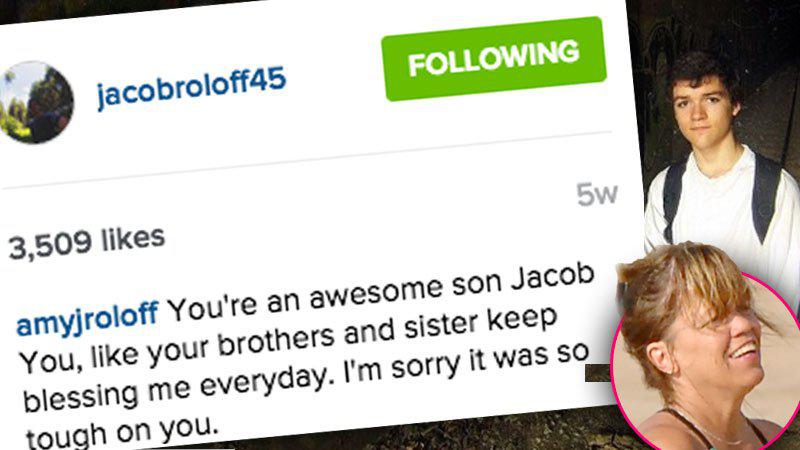 jacobroloff45
FOLLOWING
5w
3,509 likes
amyjroloff You're an awesome son Jacob
You, like your brothers and sister keep
blessing me everyday. I'm sorry it was so
tough on you.